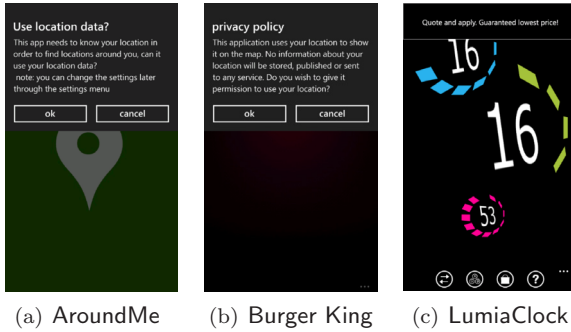 Use location data?
This app needs to know your location in
order to find locations around you, can it
use your location data?
note: you can change the settings later
through the settings menu
ok
cancel
privacy policy
This application uses your location to show
it on the map. No information about your
location will be stored, published or sent
to any service. Do you wish to give it
permission to use your location?
ok
cancel
Quote and apply. Guaranteed lowest price!
16
16
53
?
(a) AroundMe
(b) Burger King
(c) LumiaClock